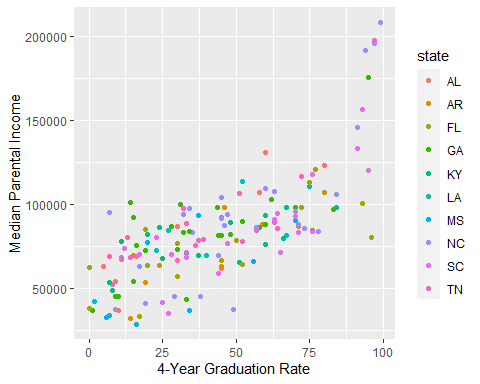 200000
150000
100000
50000
Median Parental Income
0
25
50
75
100
4-Year Graduation Rate
state
AL
AR
FL
GA
KY
LA
MS
NC
SC
TN